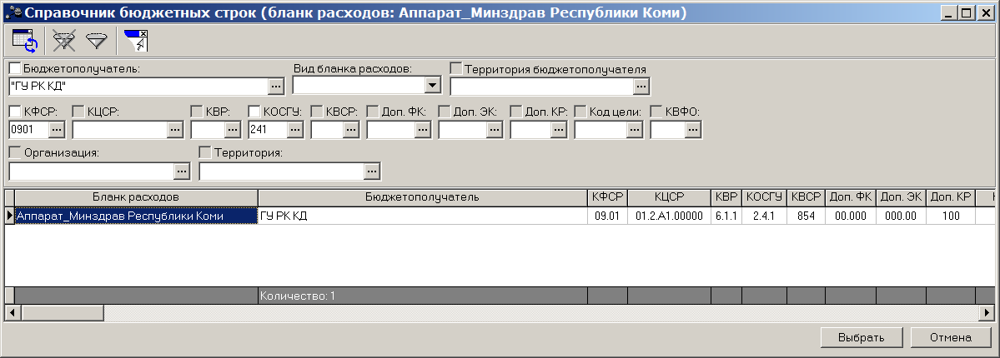 Справочник бюджетных строк (бланк расходов: Аппарат_Минздрав Республики Коми)
Бюджетополучатель: Вид бланка расходов: Территория бюджетополучателя
"ГУ РК КД"
КФСР: КЦСР: КВР: КОСГУ: КВСР: Доп. ФК: Доп. ЭК: Доп. КР: Код цели: КВФО:
0901 241
Организация: Территория:
Бланк расходов Бюджетополучатель КФСР КЦСР КВР КОСГУ КВСР Доп. ФК Доп. ЭК Доп. КР
Аппарат_Минздрав Республики Коми ГУ РК КД 09.01 01.2.А1.00000 6.1.1 2.4.1 854 00.000 000.00 100
Количество: 1
Выбрать Отмена